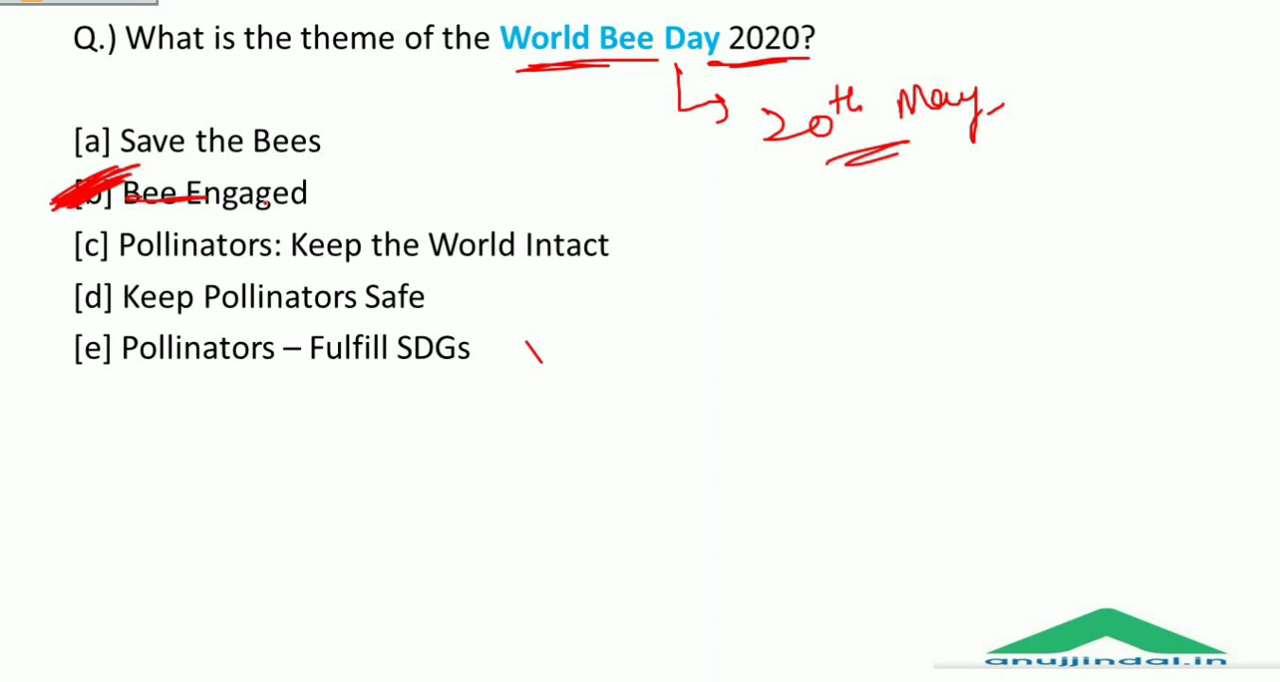 Q.) What is the theme of the World Bee Day 2020?
20th May
[a] Save the Bees
[b] Bee Engaged
[c] Pollinators: Keep the World Intact
[d] Keep Pollinators Safe
[e] Pollinators – Fulfill SDGs
anujjindal.in